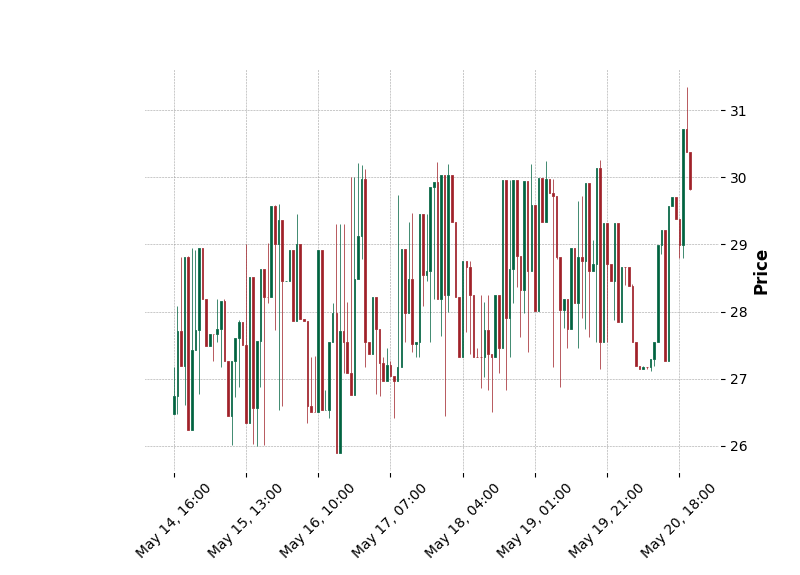 31
30
29
28
27
26
Price
May 14, 16:00
May 15, 13:00
May 16, 10:00
May 17, 07:00
May 18, 04:00
May 19, 01:00
May 19, 21:00
May 20, 18:00